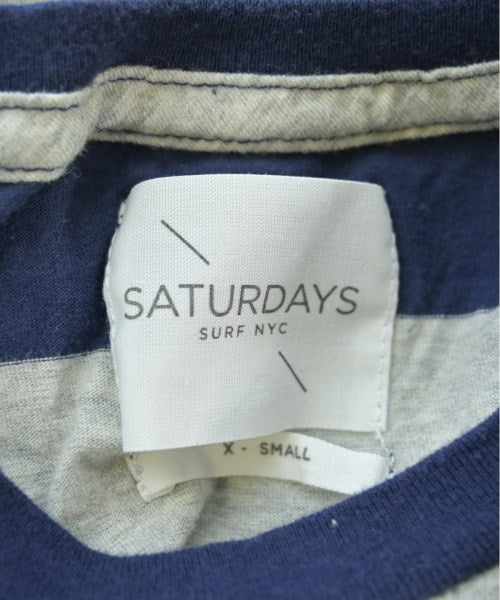 SATURDAYS
SURF NYC
X - SMALL